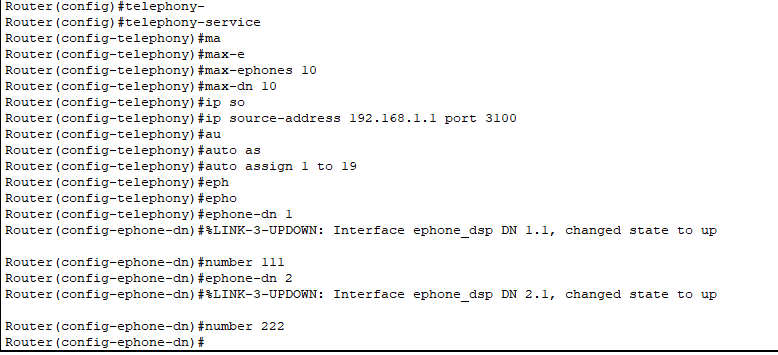 Router(config)#telephony-
Router(config)#telephony-service
Router(config-telephony)#ma
Router(config-telephony)#max-e
Router(config-telephony)#max-ephones 10
Router(config-telephony)#max-dn 10
Router(config-telephony)#ip so
Router(config-telephony)#ip source-address 192.168.1.1 port 3100
Router(config-telephony)#au
Router(config-telephony)#auto as
Router(config-telephony)#auto assign 1 to 19
Router(config-telephony)#eph
Router(config-telephony)#epho
Router(config-telephony)#ephone-dn 1
Router(config-ephone-dn)#%LINK-3-UPDOWN: Interface ephone_dsp DN 1.1, changed state to up
Router(config-ephone-dn)#number 111
Router(config-ephone-dn)#ephone-dn 2
Router(config-ephone-dn)#%LINK-3-UPDOWN: Interface ephone_dsp DN 2.1, changed state to up
Router(config-ephone-dn)#number 222
Router(config-ephone-dn)#